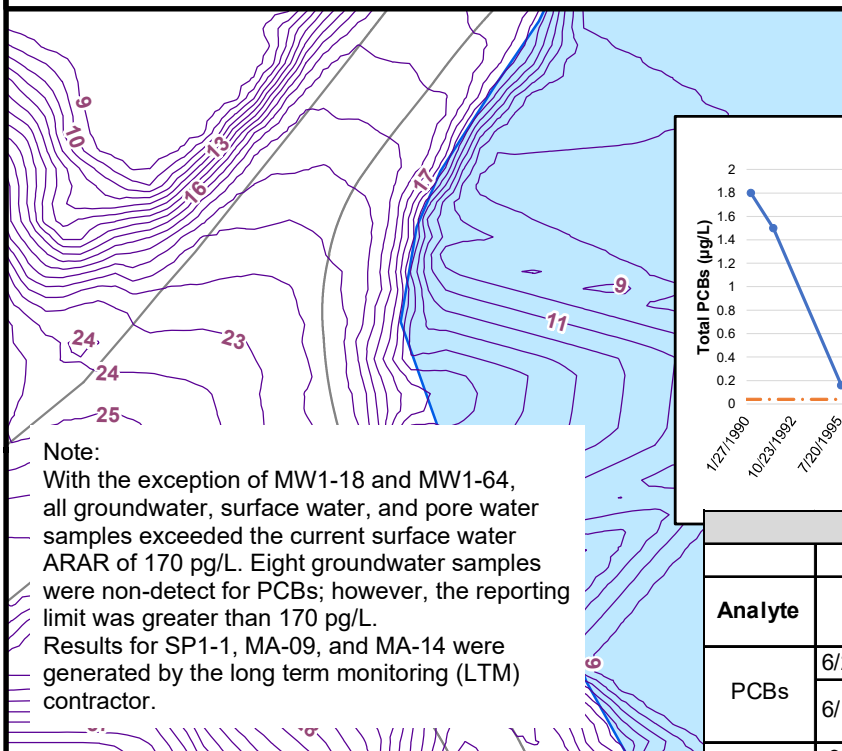 9
10
13
16
17
9
11
24
23
24
25
Total PCBs (µg/L)
2
1.8
1.6
1.4
1.2
1
0.8
0.6
0.4
0.2
0
1/27/1990
10/23/1992
7/20/1995
Note:
With the exception of MW1-18 and MW1-64,
all groundwater, surface water, and pore water
samples exceeded the current surface water
ARAR of 170 pg/L. Eight groundwater samples
were non-detect for PCBs; however, the reporting
limit was greater than 170 pg/L.
Results for SP1-1, MA-09, and MA-14 were
generated by the long term monitoring (LTM)
contractor.
Analyte
PCBs
6/